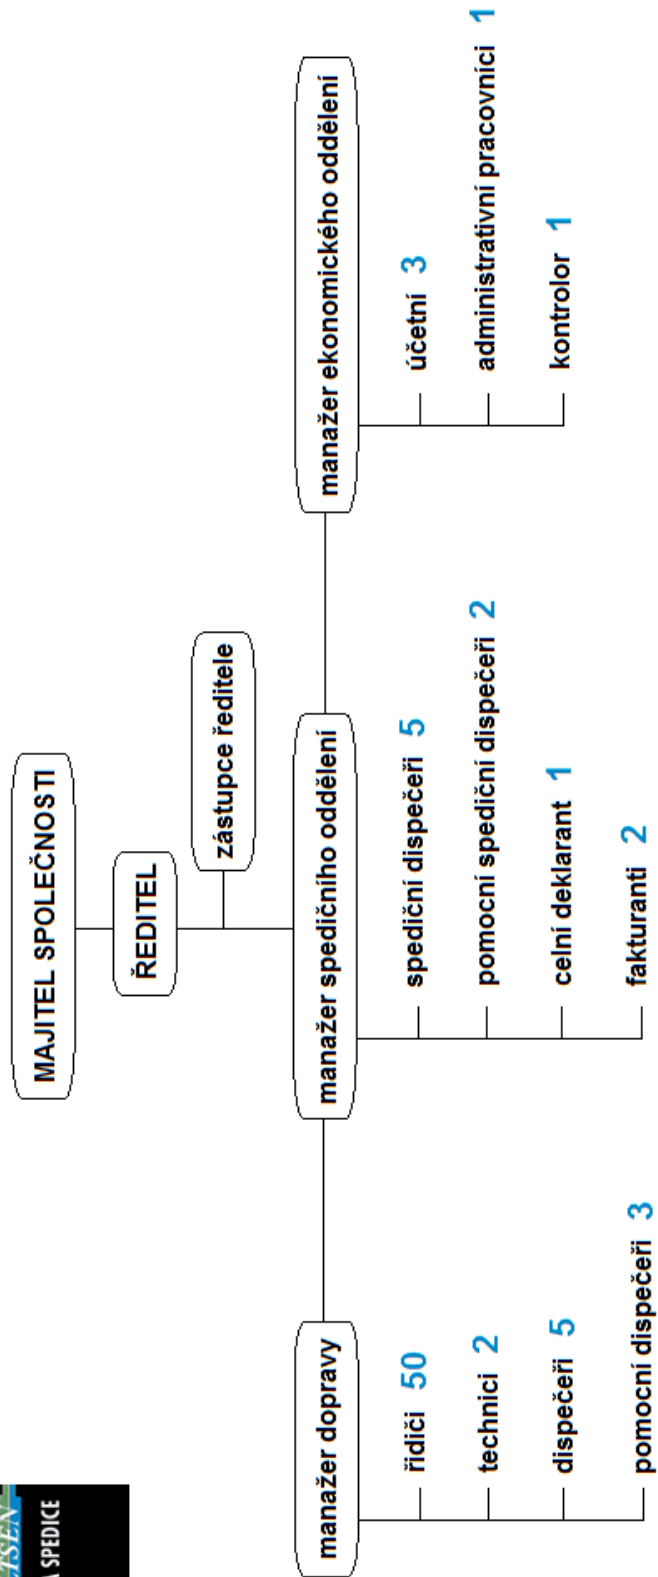 A SPEDICE
MAJITEL SPOLEČNOSTI
ŘEDITEL
zástupce ředitele
manažer dopravy
manažer spedičního oddělení
manažer ekonomického oddělení
řidiči 50
technici 2
dispečeři 5
pomocní dispečeři 3
spediční dispečeři 5
pomocní spediční dispečeři 2
celní deklarant 1
fakturanti 2
účetní 3
administrativní pracovníci 1
kontrolor 1